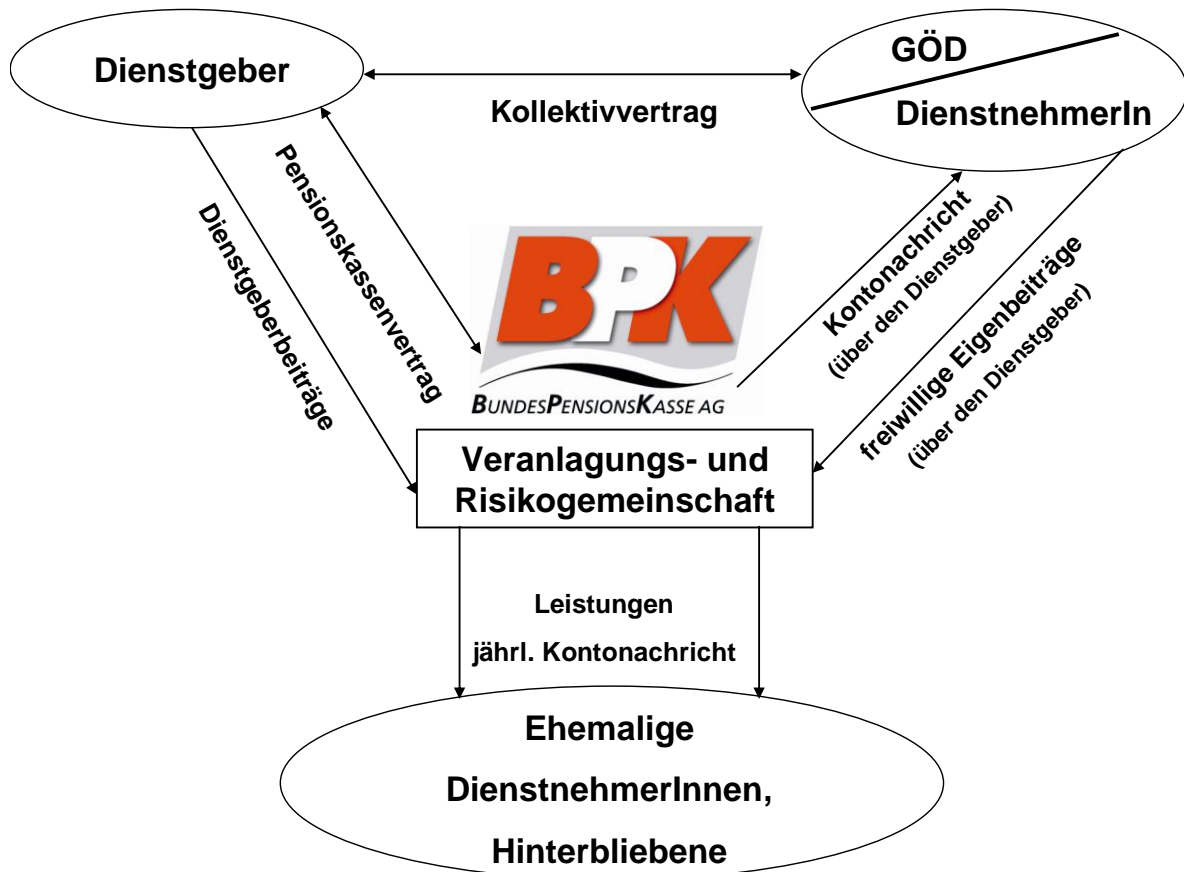 Dienstgeber
GÖD
DienstnehmerIn
Kollektivvertrag
Dienstgeberbeiträge
Pensionskassenvertrag
BPK
BUNDESPENSIONSKASSE AG
Kontonachricht
(über den Dienstgeber)
freiwillige Eigenbeiträge
(über den Dienstgeber)
Veranlagungs- und
Risikogemeinschaft
Leistungen
jährl. Kontonachricht
Ehemalige
DienstnehmerInnen,
Hinterbliebene